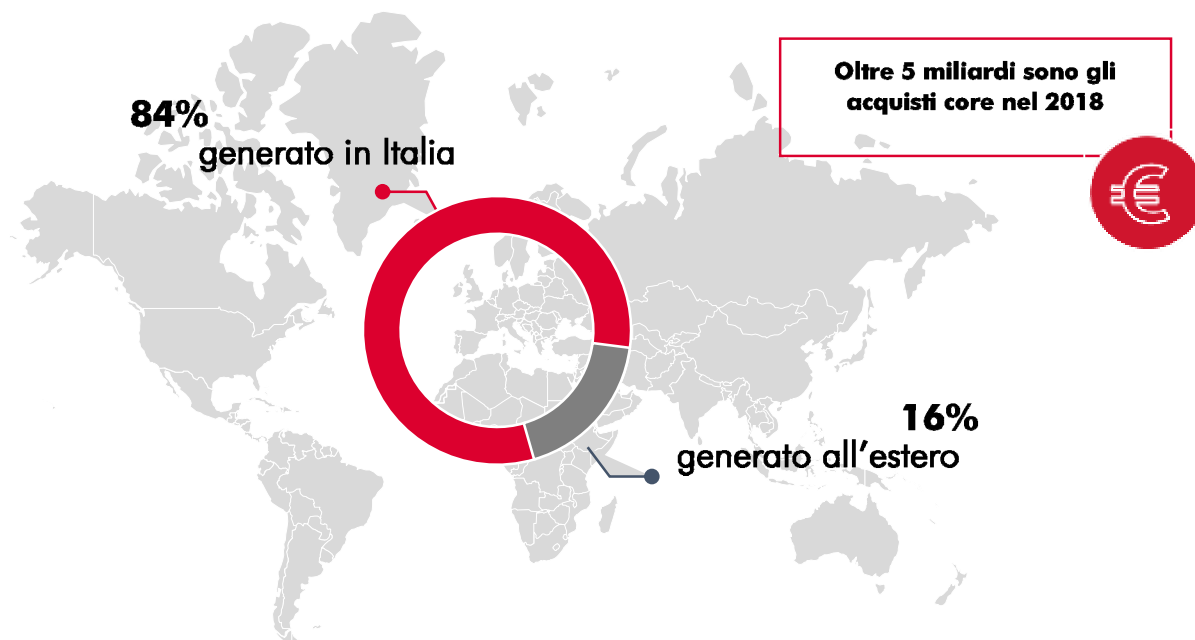 Oltre 5 miliardi sono gli
acquisti core nel 2018
€
84%
generato in Italia
16%
generato all'estero